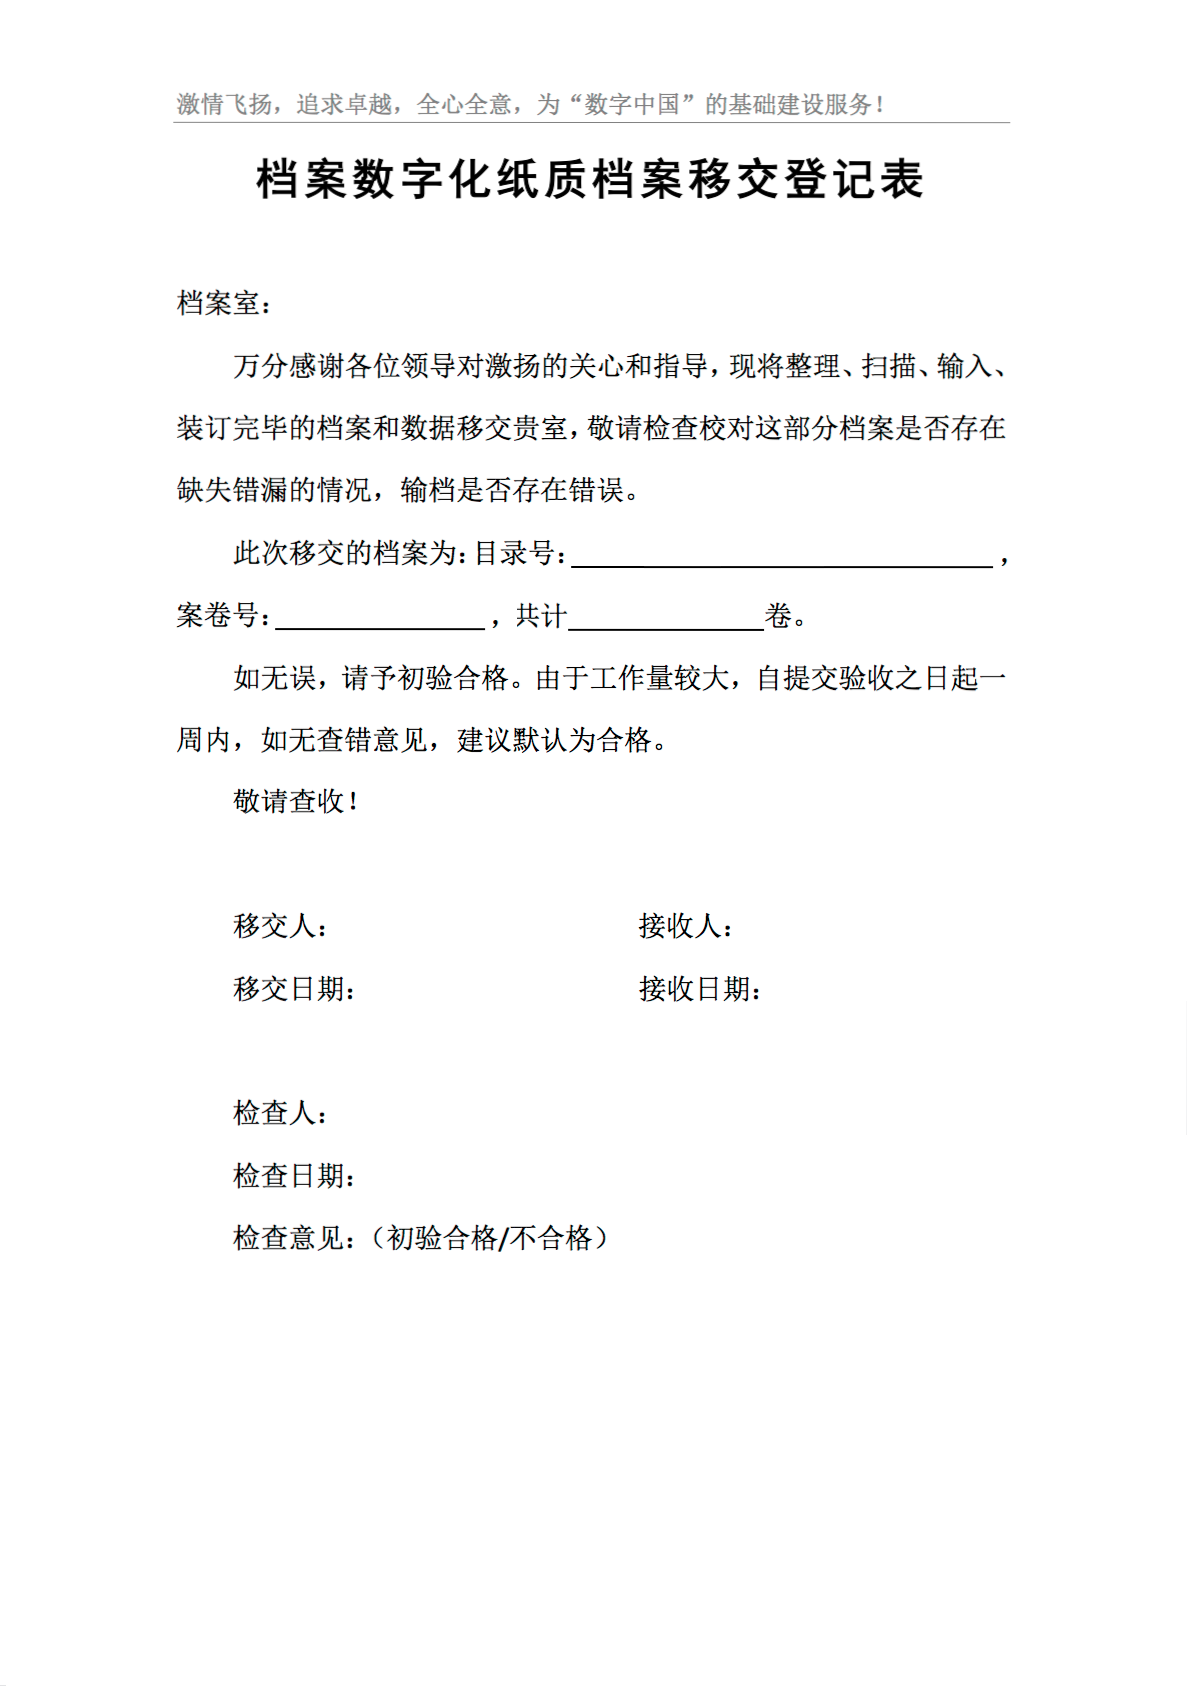 激情飞扬，追求卓越，全心全意，为“数字中国”的基础建设服务！
档案数字化纸质档案移交登记表
档案室：
万分感谢各位领导对激扬的关心和指导，现将整理、扫描、输入、
装订完毕的档案和数据移交贵室，敬请检查校对这部分档案是否存在
缺失错漏的情况，输档是否存在错误。
此次移交的档案为：目录号：，
案卷号：，共计卷。
如无误，请予初验合格。由于工作量较大，自提交验收之日起一
周内，如无查错意见，建议默认为合格。
敬请查收！
移交人： 接收人：
移交日期： 接收日期：
检查人：
检查日期：
检查意见：（初验合格/不合格）